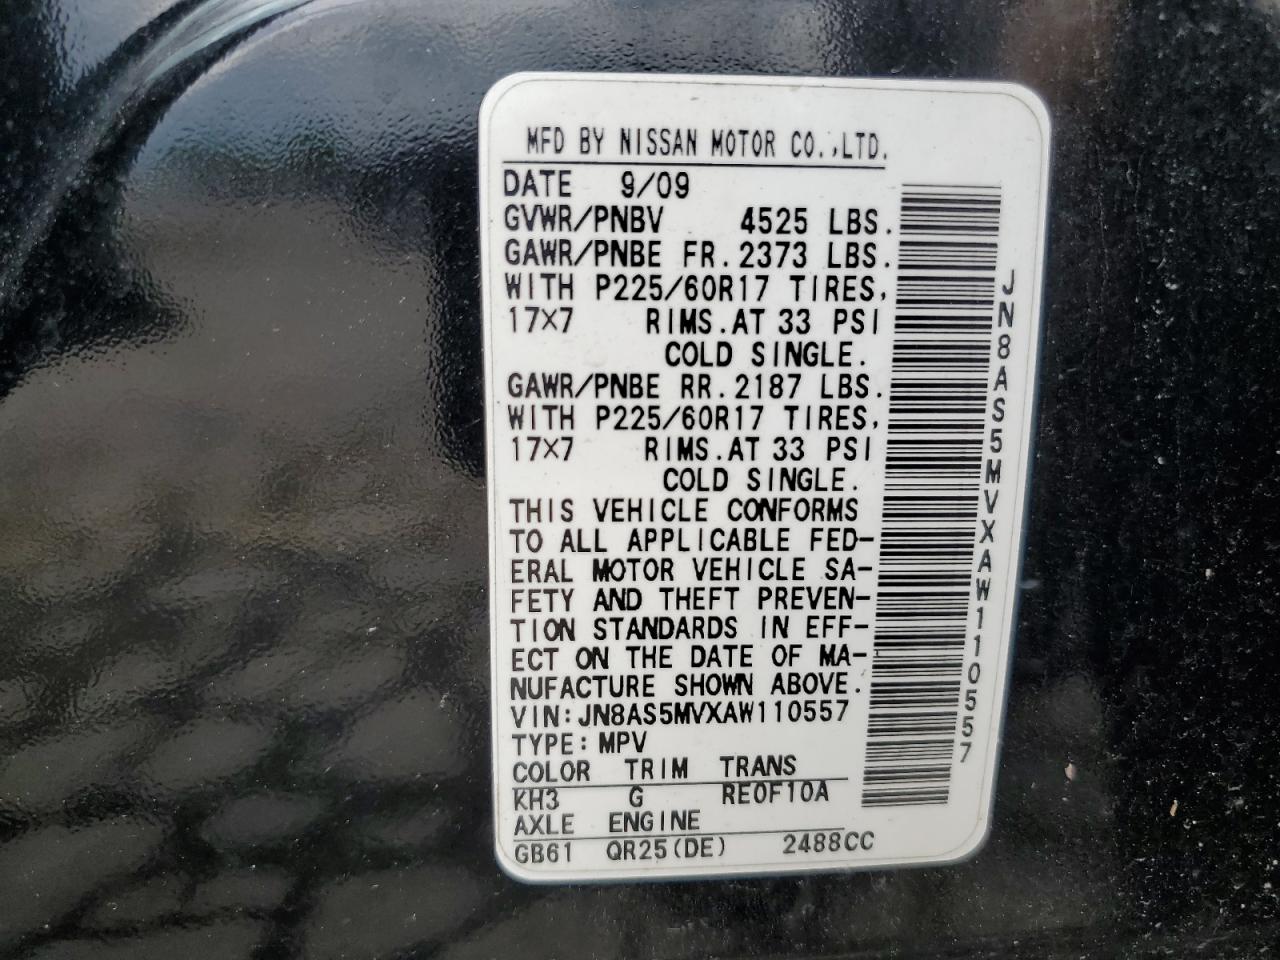 MFD BY NISSAN MOTOR CO.,LTD.
DATE 9/09
GVWR/PNBV 4525 LBS.
GAWR/PNBE FR. 2373 LBS.
WITH P225/60R17 TIRES,
17×7 RIMS. AT 33 PSI
COLD SINGLE.
GAWR/PNBE RR. 2187 LBS.
WITH P225/60R17 TIRES,
17×7 RIMS. AT 33 PSI
COLD SINGLE.
THIS VEHICLE CONFORMS
TO ALL APPLICABLE FED-
ERAL MOTOR VEHICLE SA-
FETY AND THEFT PREVEN-
TION STANDARDS IN EFF-
ECT ON THE DATE OF MA-
NUFACTURE SHOWN ABOVE.
VIN: JN8AS5MVXAW110557
TYPE: MPV
COLOR TRIM TRANS
KH3 G RE0F10A
AXLE ENGINE
GB61 QR25(DE) 2488CC
JN8AS5MVXAW110557